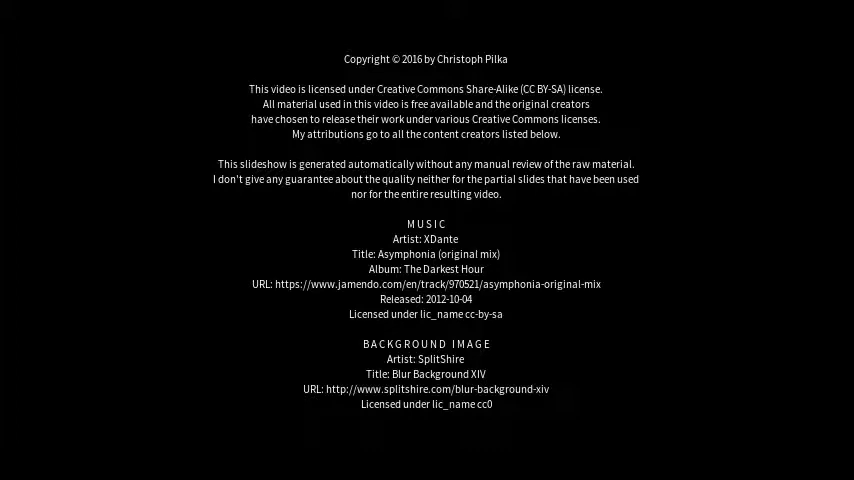 Copyright © 2016 by Christoph Pilka
This video is licensed under Creative Commons Share-Alike (CC BY-SA) license.
All material used in this video is free available and the original creators
have chosen to release their work under various Creative Commons licenses.
My attributions go to all the content creators listed below.
This slideshow is generated automatically without any manual review of the raw material.
I don't give any guarantee about the quality neither for the partial slides that have been used
nor for the entire resulting video.
MUSIC
Artist: XDante
Title: Asymphonia (original mix)
Album: The Darkest Hour
URL: https://www.jamendo.com/en/track/970521/asymphonia-original-mix
Released: 2012-10-04
Licensed under lic_name cc-by-sa
BACKGROUND IMAGE
Artist: SplitShire
Title: Blur Background XIV
URL: http://www.splitshire.com/blur-background-xiv
Licensed under lic_name cc0